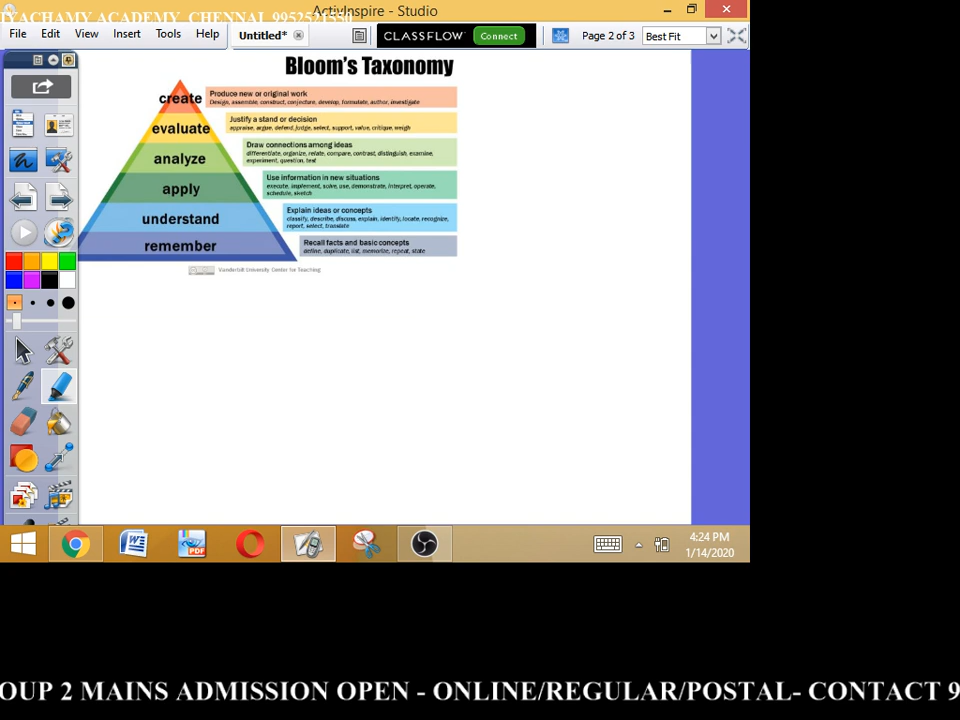 IYACHAMY ACADEMY, CHENNAI 9952521550
ActivInspire - Studio
File Edit View Insert Tools Help Untitled* CLASSFLOW Connect Page 2 of 3 Best Fit
Bloom's Taxonomy
create
Produce new or original work
Design, assemble, construct, conjecture, develop, formulate, author, investigate
evaluate
Justify a stand or decision
appraise, argue, defend, judge, select, support, value, critique, weigh
analyze
Draw connections among ideas
differentiate, organize, relate, compare, contrast, distinguish, examine,
experiment, question, test
apply
Use information in new situations
execute, implement, solve, use, demonstrate, interpret, operate,
schedule, sketch
understand
Explain ideas or concepts
classify, describe, discuss, explain, identify, locate, recognize,
report, select, translate
remember
Recall facts and basic concepts
define, duplicate, list, memorize, repeat, state
Vanderbilt University Center for Teaching
4:24 PM
1/14/2020
OUP 2 MAINS ADMISSION OPEN - ONLINE/REGULAR/POSTAL- CONTACT 9